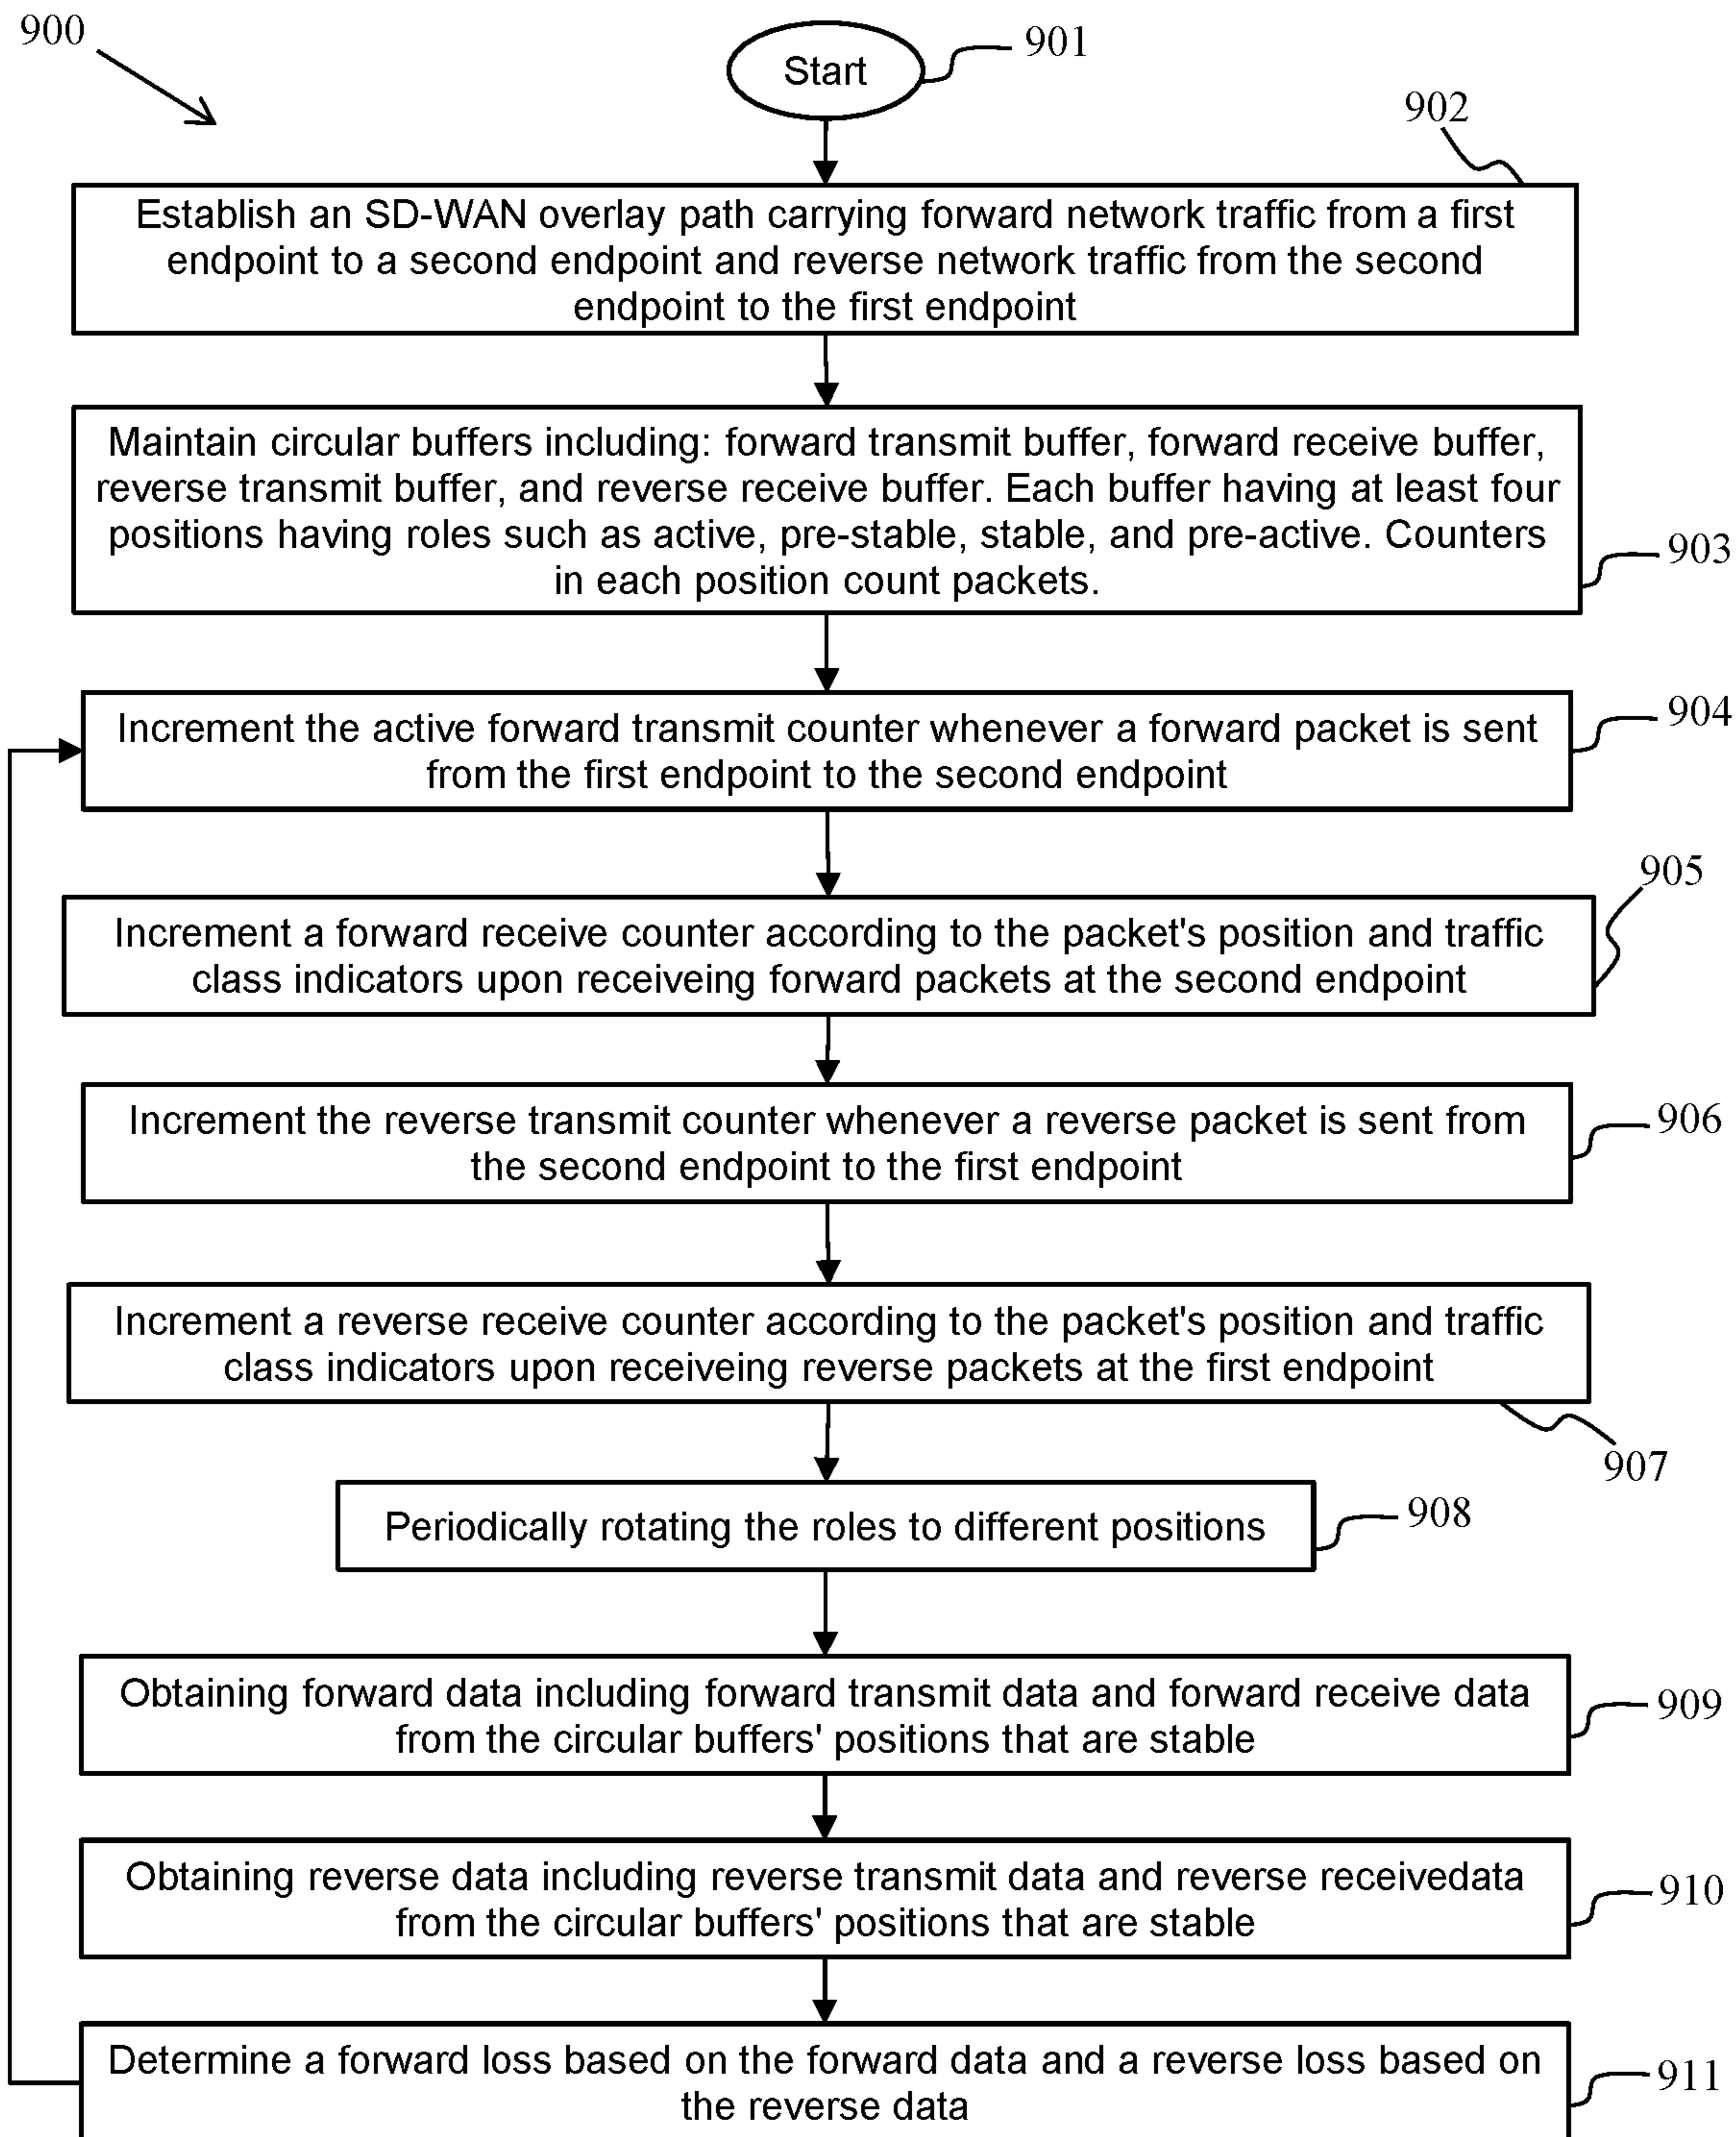 900
Start
901
902
Establish an SD-WAN overlay path carrying forward network traffic from a first
endpoint to a second endpoint and reverse network traffic from the second
endpoint to the first endpoint
Maintain circular buffers including: forward transmit buffer, forward receive buffer,
reverse transmit buffer, and reverse receive buffer. Each buffer having at least four
positions having roles such as active, pre-stable, stable, and pre-active. Counters
in each position count packets.
903
Increment the active forward transmit counter whenever a forward packet is sent
from the first endpoint to the second endpoint
904
905
Increment a forward receive counter according to the packet's position and traffic
class indicators upon receiveing forward packets at the second endpoint
Increment the reverse transmit counter whenever a reverse packet is sent from
the second endpoint to the first endpoint
906
Increment a reverse receive counter according to the packet's position and traffic
class indicators upon receiveing reverse packets at the first endpoint
907
Periodically rotating the roles to different positions
908
Obtaining forward data including forward transmit data and forward receive data
from the circular buffers' positions that are stable
909
Obtaining reverse data including reverse transmit data and reverse receivedata
from the circular buffers' positions that are stable
910
Determine a forward loss based on the forward data and a reverse loss based on
the reverse data
911